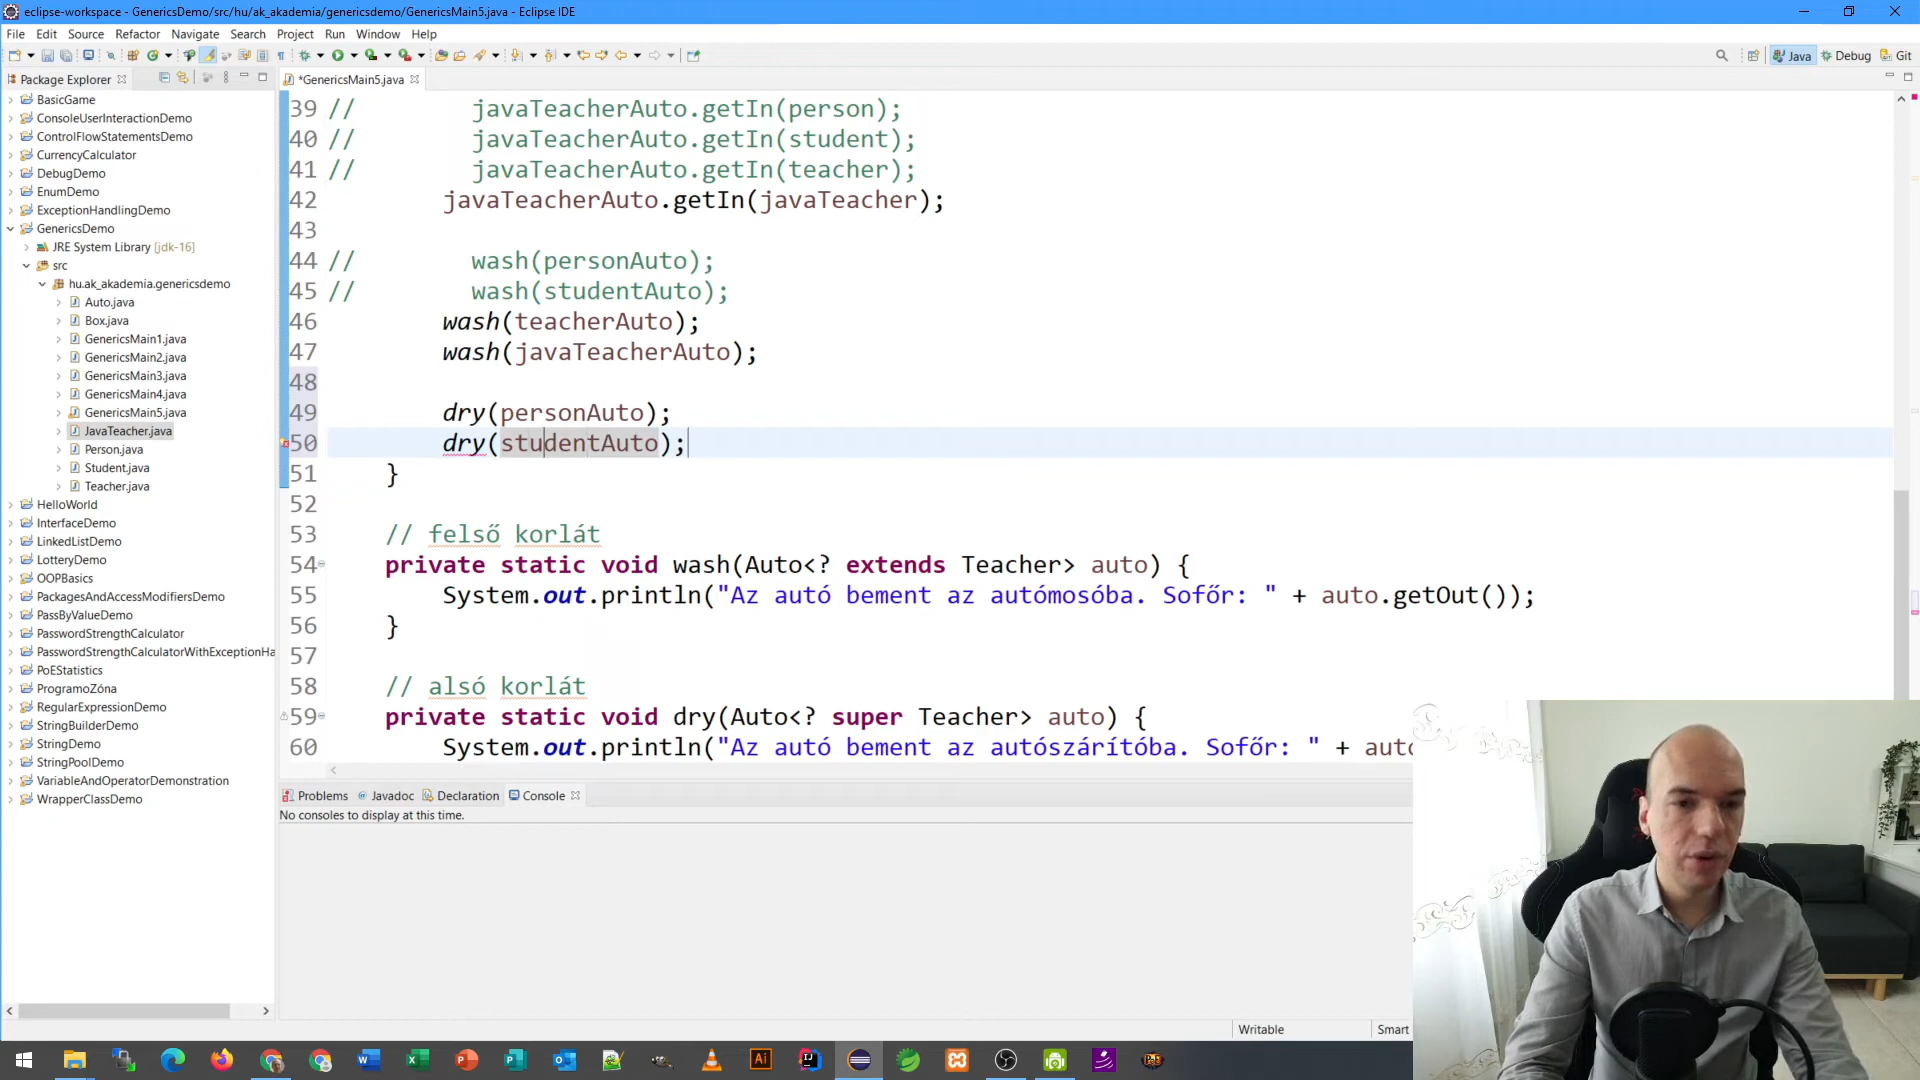 eclipse-workspace - GenericsDemo/src/hu/ak_akademia/genericsdemo/GenericsMain5.java - Eclipse IDE
File Edit Source Refactor Navigate Search Project Run Window Help
Java Debug Git
Package Explorer
*GenericsMain5.java
BasicGame
ConsoleUserInteractionDemo
ControlFlowStatementsDemo
CurrencyCalculator
DebugDemo
EnumDemo
ExceptionHandlingDemo
GenericsDemo
JRE System Library [jdk-16]
src
hu.ak_akademia.genericsdemo
Auto.java
Box.java
GenericsMain1.java
GenericsMain2.java
GenericsMain3.java
GenericsMain4.java
GenericsMain5.java
JavaTeacher.java
Person.java
Student.java
Teacher.java
HelloWorld
InterfaceDemo
LinkedListDemo
LotteryDemo
OOPBasics
PackagesAndAccessModifiersDemo
PassByValueDemo
PasswordStrengthCalculator
PasswordStrengthCalculatorWithExceptionHa
PoEStatistics
ProgramoZóna
RegularExpressionDemo
StringBuilderDemo
StringDemo
StringPoolDemo
VariableAndOperatorDemonstration
WrapperClassDemo
39 // javaTeacherAuto.getIn(person);
40 // javaTeacherAuto.getIn(student);
41 // javaTeacherAuto.getIn(teacher);
42 javaTeacherAuto.getIn(javaTeacher);
43
44 // wash(personAuto);
45 // wash(studentAuto);
46 wash(teacherAuto);
47 wash(javaTeacherAuto);
48
49 dry(personAuto);
50 dry(studentAuto);
51 }
52
53 // felső korlát
54 private static void wash(Auto<? extends Teacher> auto) {
55 System.out.println("Az autó bement az autómosóba. Sofőr: " + auto.getOut());
56 }
57
58 // alsó korlát
59 private static void dry(Auto<? super Teacher> auto) {
60 System.out.println("Az autó bement az autószárítóba. Sofőr: " + auto
Problems Javadoc Declaration Console
No consoles to display at this time.
Writable Smart